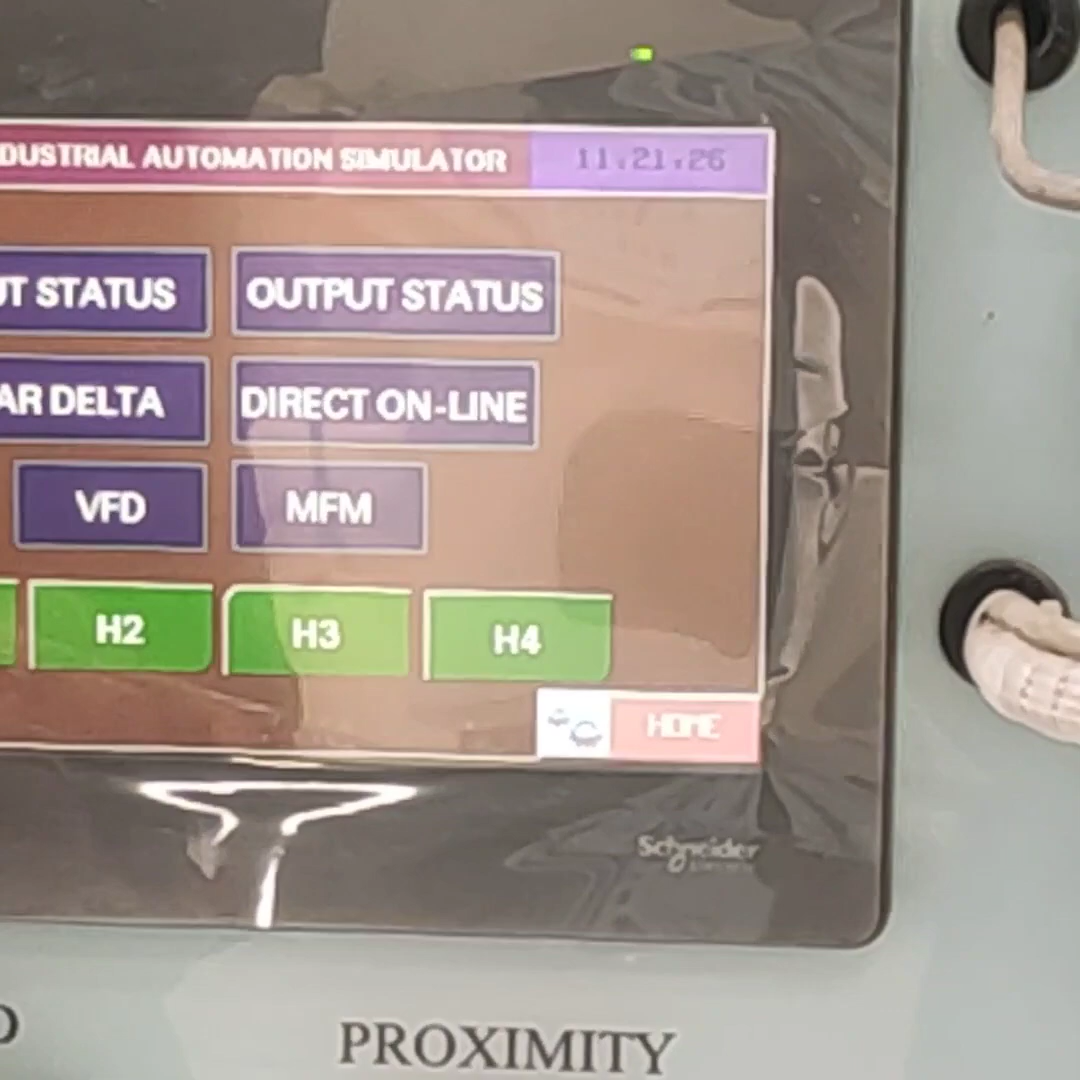 DUSTRIAL AUTOMATION SIMULATOR 11:21:26
UT STATUS OUTPUT STATUS
AR DELTA DIRECT ON-LINE
VFD MFM
H2 H3 H4
HOME
Schneider
PROXIMITY